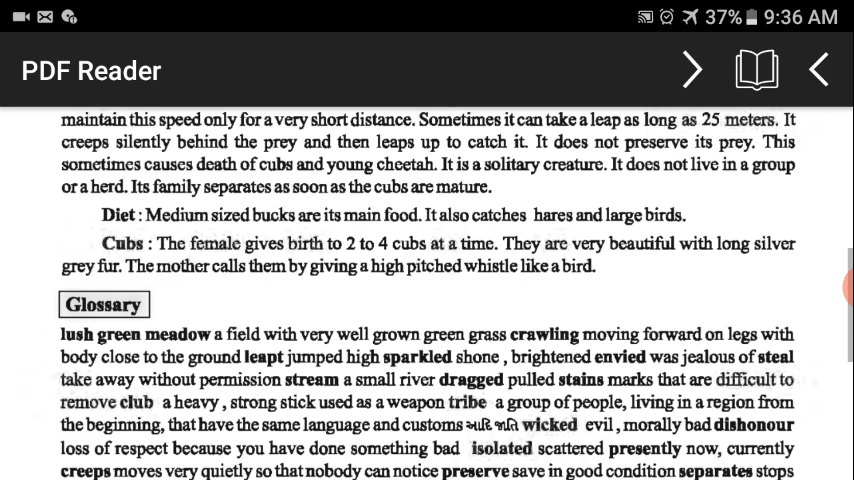 37% 9:36 AM
PDF Reader
maintain this speed only for a very short distance. Sometimes it can take a leap as long as 25 meters. It
creeps silently behind the prey and then leaps up to catch it. It does not preserve its prey. This
sometimes causes death of cubs and young cheetah. It is a solitary creature. It does not live in a group
or a herd. Its family separates as soon as the cubs are mature.
Diet : Medium sized bucks are its main food. It also catches hares and large birds.
Cubs : The female gives birth to 2 to 4 cubs at a time. They are very beautiful with long silver
grey fur. The mother calls them by giving a high pitched whistle like a bird.
Glossary
lush green meadow a field with very well grown green grass crawling moving forward on legs with
body close to the ground leapt jumped high sparkled shone , brightened envied was jealous of steal
take away without permission stream a small river dragged pulled stains marks that are difficult to
remove club a heavy , strong stick used as a weapon tribe a group of people, living in a region from
the beginning, that have the same language and customs આદિ જાતિ wicked evil , morally bad dishonour
loss of respect because you have done something bad isolated scattered presently now, currently
creeps moves very quietly so that nobody can notice preserve save in good condition separates stops